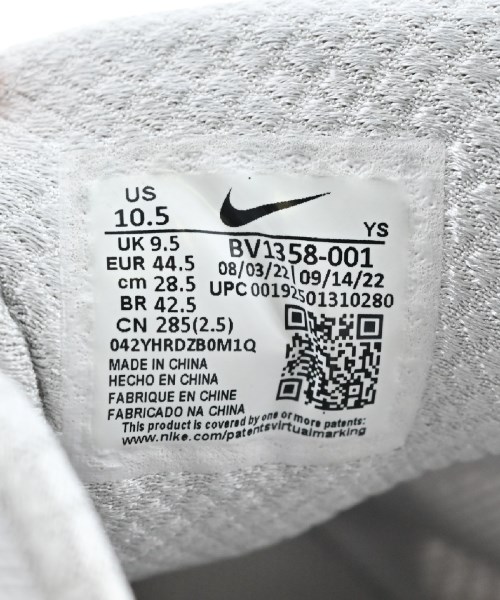 US
10.5
YS
UK 9.5
EUR 44.5
cm 28.5
BR 42.5
CN 285(2.5)
042YHRDZB0M1Q
BV1358-001
08/03/22 09/14/22
UPC 00192501310280
MADE IN CHINA
HECHO EN CHINA
FABRIQUE EN CHINE
FABRICADO NA CHINA
This product is covered by one or more patents:
www.nike.com/patentsvirtualmarking